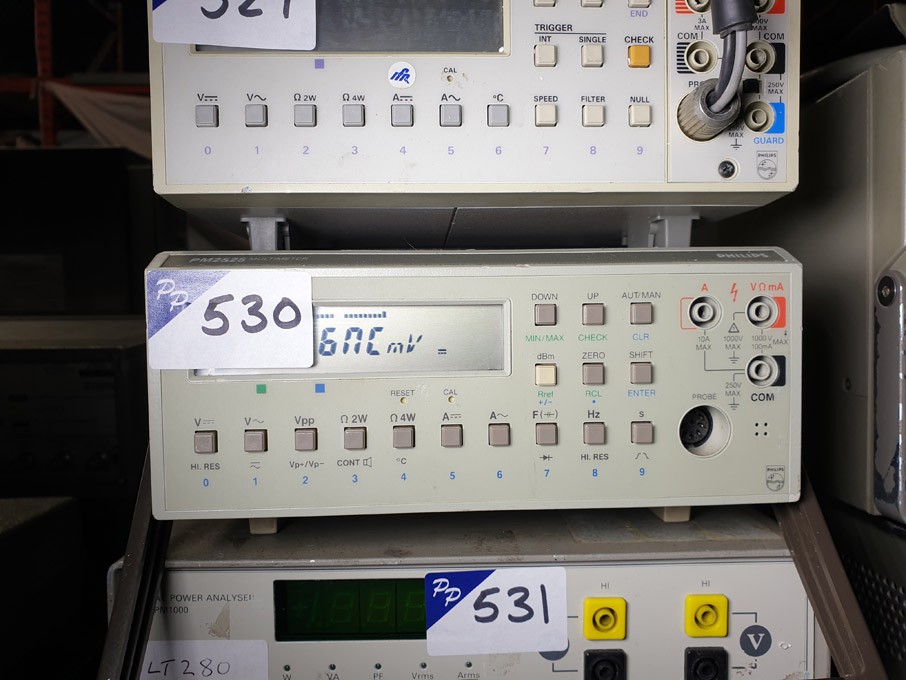 529
END
TRIGGER
INT SINGLE CHECK
3A MAX
COM COM
250V MAX
ifR
CAL
V V Ω 2W Ω 4W A A °C SPEED FILTER NULL
0 1 2 3 4 5 6 7 8 9
MAX
GUARD
PHILIPS
PM2525 MULTIMETER PHILIPS
PP 530
mV
DOWN UP AUT/MAN
MIN/MAX CHECK CLR
dBm ZERO SHIFT
Rref RCL ENTER
+/-
RESET CAL
A VΩmA
10A MAX 1000V MAX 1000V 100mA MAX
250V
COM
PROBE
V V Vpp Ω 2W Ω 4W A A F Hz s
HI. RES Vp+/Vp- CONT °C HI. RES
0 1 2 3 4 5 6 7 8 9
POWER ANALYSER
PM1000
PP 531
HI HI
V
LT280
W VA PF Vrms Arms